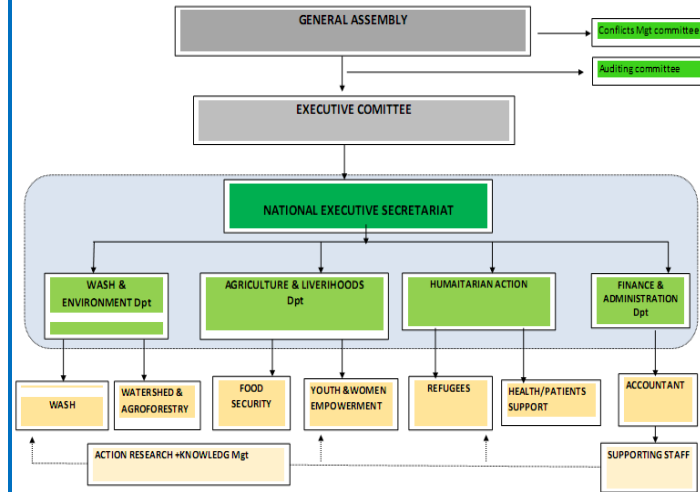 GENERAL ASSEMBLY
Conflicts Mgt committee
Auditing committee
EXECUTIVE COMITTEE
NATIONAL EXECUTIVE SECRETARIAT
WASH &
ENVIRONMENT Dpt
AGRICULTURE & LIVERIHOODS
Dpt
HUMAITARIAN ACTION
FINANCE &
ADMINISTRATION
Dpt
WASH
WATERSHED &
AGROFORESTRY
FOOD
SECURITY
YOUTH &WOMEN
EMPOWERMENT
REFUGEES
HEALTH/PATIENTS
SUPPORT
ACCOUNTANT
ACTION RESEARCH +KNOWLEDG Mgt
SUPPORTING STAFF